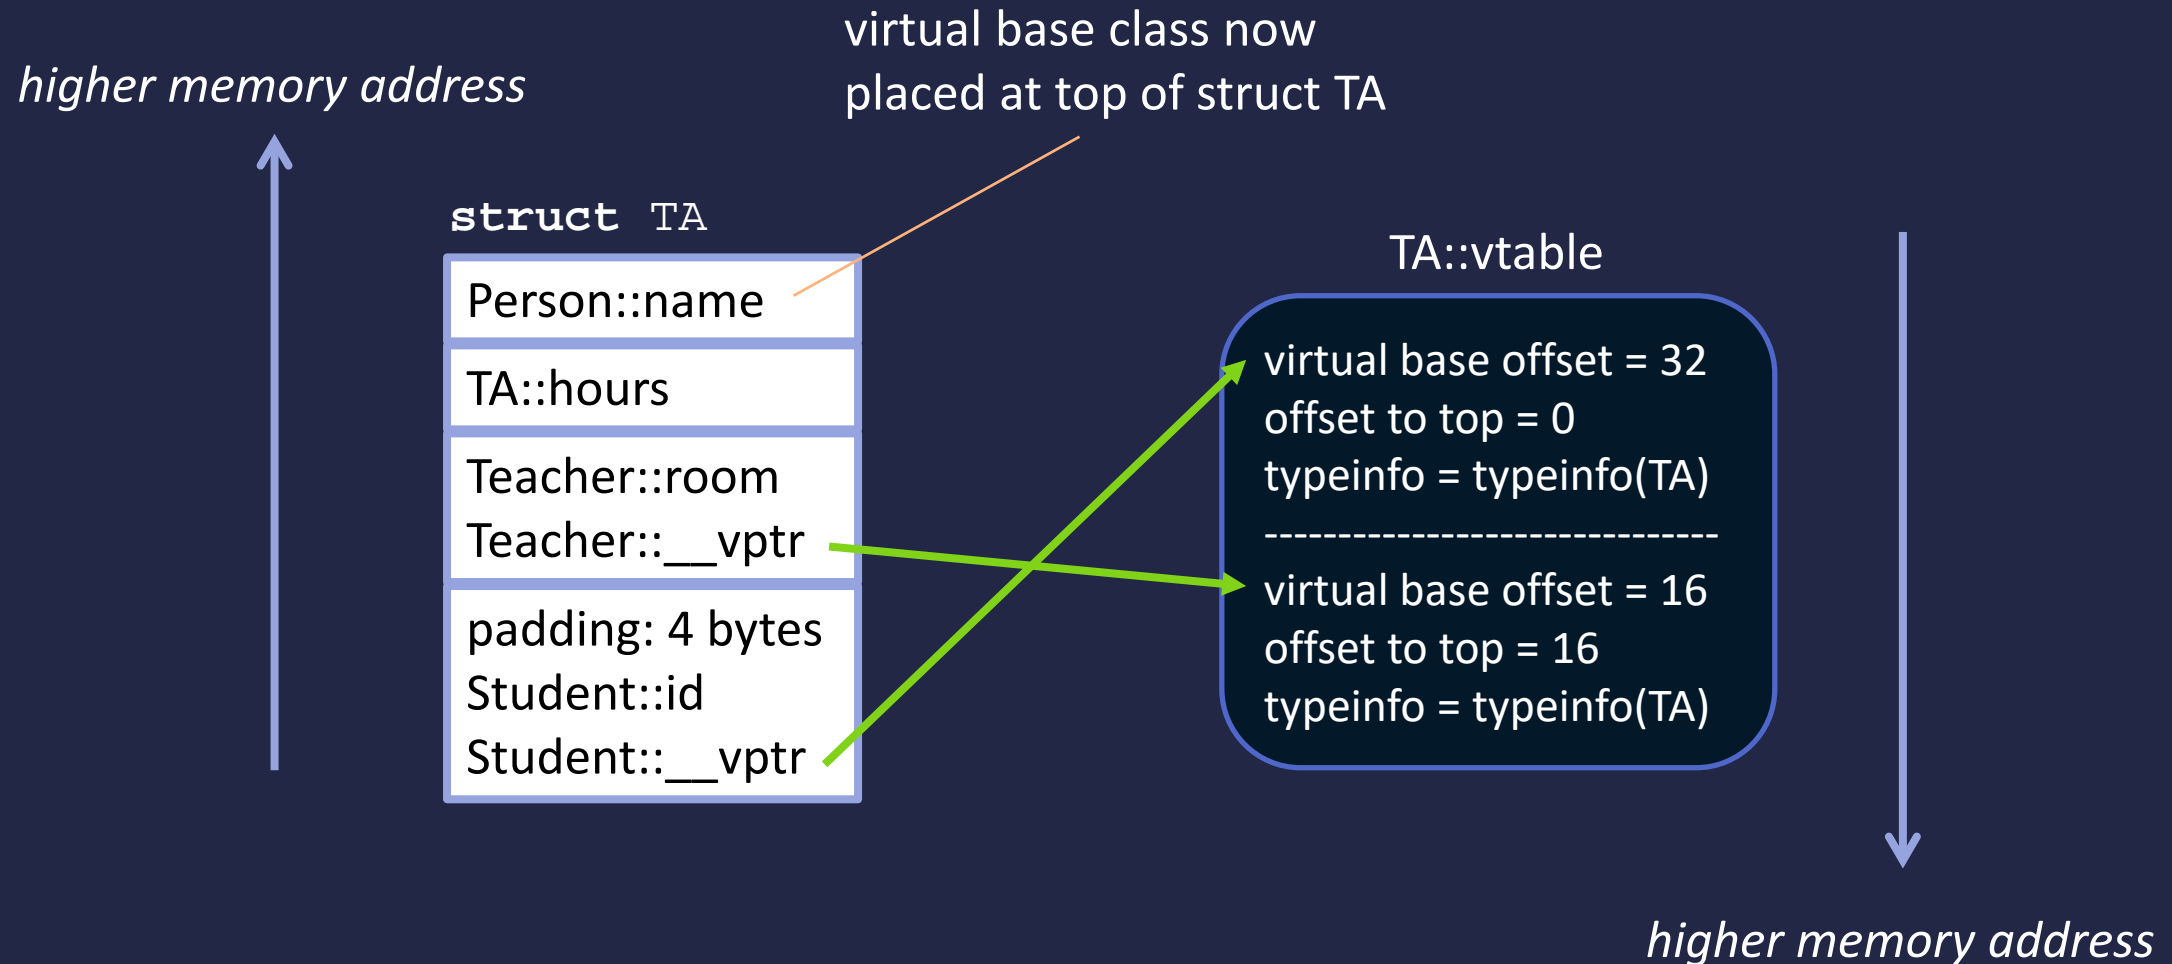 virtual base class now
placed at top of struct TA
higher memory address
struct TA
Person::name
TA::hours
Teacher::room
Teacher::__vptr
padding: 4 bytes
Student::id
Student::__vptr
TA::vtable
virtual base offset = 32
offset to top = 0
typeinfo = typeinfo(TA)
-------------------------------
virtual base offset = 16
offset to top = 16
typeinfo = typeinfo(TA)
higher memory address